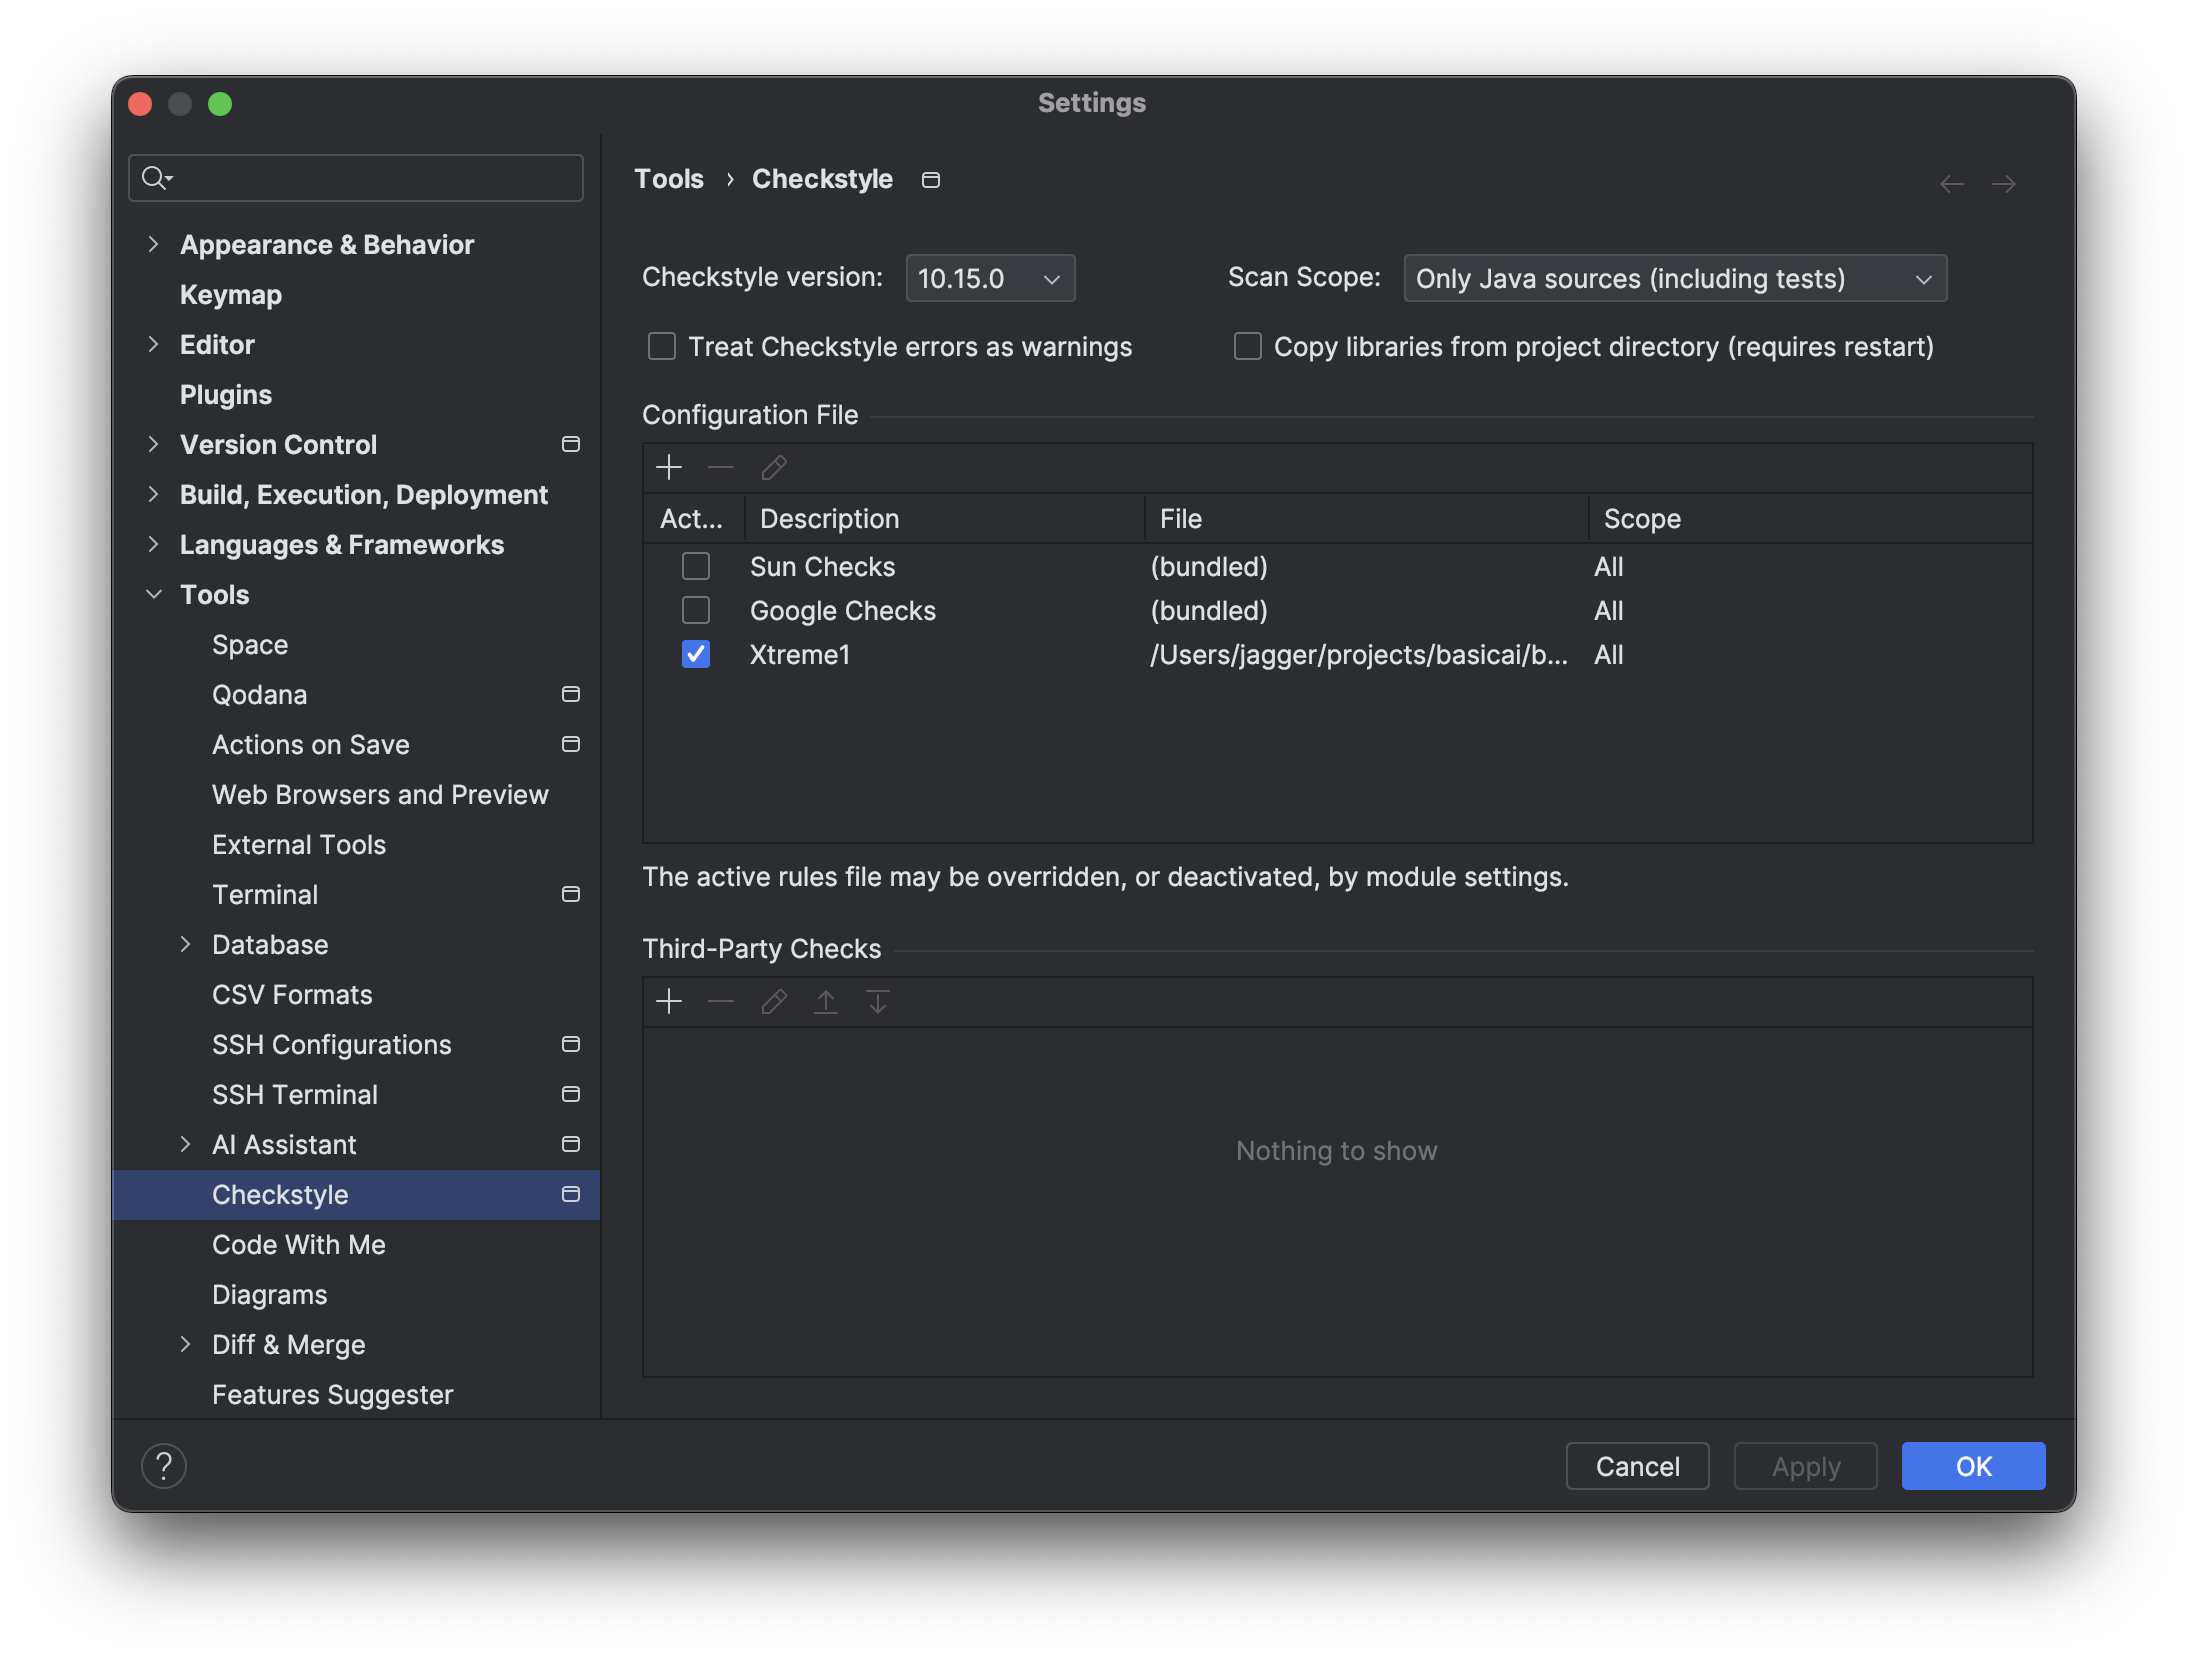 Settings
Appearance & Behavior
Keymap
Editor
Plugins
Version Control
Build, Execution, Deployment
Languages & Frameworks
Tools
Space
Qodana
Actions on Save
Web Browsers and Preview
External Tools
Terminal
Database
CSV Formats
SSH Configurations
SSH Terminal
AI Assistant
Checkstyle
Code With Me
Diagrams
Diff & Merge
Features Suggester
Tools › Checkstyle
Checkstyle version: 10.15.0 Scan Scope: Only Java sources (including tests)
Treat Checkstyle errors as warnings Copy libraries from project directory (requires restart)
Configuration File
Act... Description File Scope
Sun Checks (bundled) All
Google Checks (bundled) All
Xtreme1 /Users/jagger/projects/basicai/b... All
The active rules file may be overridden, or deactivated, by module settings.
Third-Party Checks
Nothing to show
? Cancel Apply OK